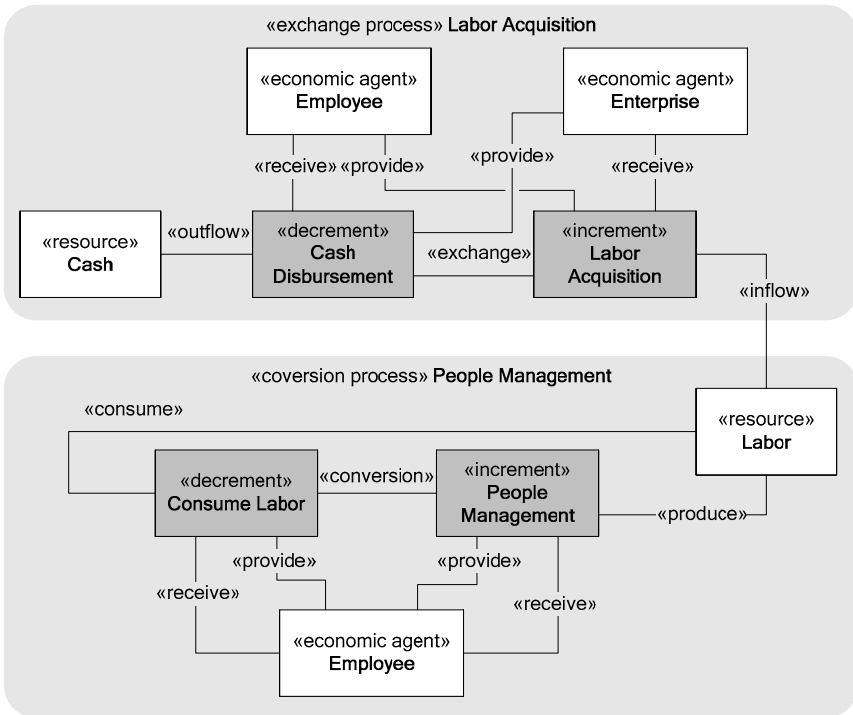 «exchange process» Labor Acquisition
«economic agent»
Employee
«economic agent»
Enterprise
«receive»
«provide»
«provide»
«receive»
«resource»
Cash
«outflow»
«decrement»
Cash
Disbursement
«exchange»
«increment»
Labor
Acquisition
«inflow»
«coversion process» People Management
«consume»
«resource»
Labor
«decrement»
Consume Labor
«conversion»
«increment»
People
Management
«produce»
«provide»
«provide»
«receive»
«receive»
«economic agent»
Employee